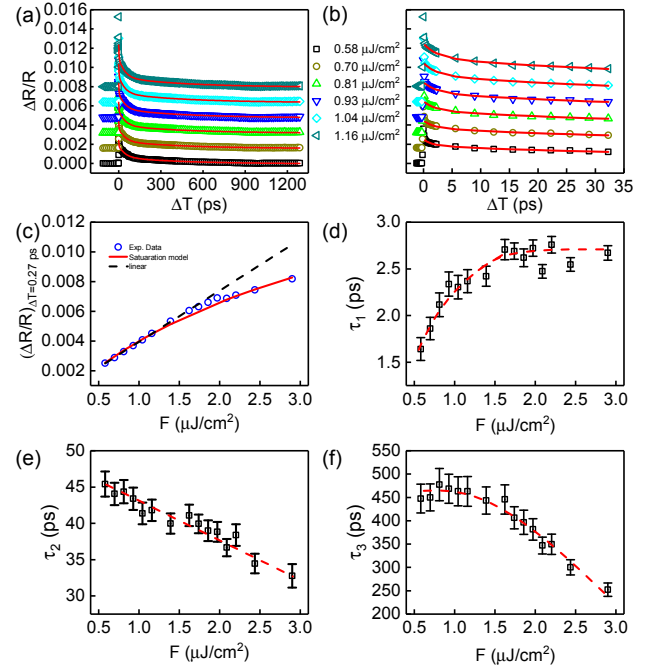 (a)
0.016
0.014
0.012
0.010
0.008
0.006
0.004
0.002
0.000
ΔR/R
0 300 600 900 1200
ΔT (ps)
0.58 μJ/cm²
0.70 μJ/cm²
0.81 μJ/cm²
0.93 μJ/cm²
1.04 μJ/cm²
1.16 μJ/cm²
(b)
0 5 10 15 20 25 30 35
ΔT (ps)
(c)
0.012
0.010
0.008
0.006
0.004
0.002
(ΔR/R)ΔT=0.27 ps
Exp. Data
Satuaration model
linear
0.5 1.0 1.5 2.0 2.5 3.0
F (μJ/cm²)
(d)
3.0
2.5
2.0
1.5
τ₁ (ps)
0.5 1.0 1.5 2.0 2.5 3.0
F (μJ/cm²)
(e)
45
40
35
30
τ₂ (ps)
0.5 1.0 1.5 2.0 2.5 3.0
F (μJ/cm²)
(f)
550
500
450
400
350
300
250
200
τ₃ (ps)
0.5 1.0 1.5 2.0 2.5 3.0
F (μJ/cm²)